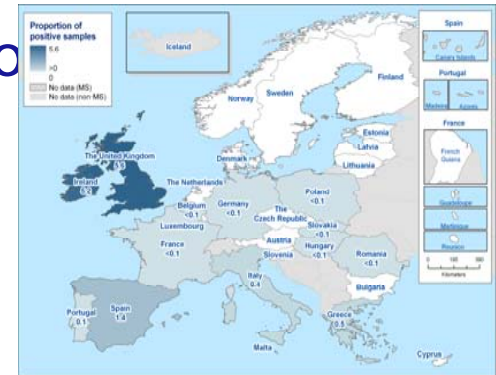 Proportion of
positive samples
5.6
>0
0
No data (MS)
No data (non-MS)
Iceland
Spain
Canary Islands
Portugal
Madeira
Azores
France
French
Guiana
Guadeloupe
Martinique
Reunion
Kilometers
Finland
Norway
Sweden
Estonia
Latvia
Lithuania
Denmark
The United Kingdom
5.6
Ireland
The Netherlands
Belgium
<0.1
Germany
<0.1
Poland
<0.1
Luxembourg
The
Czech Republic
Slovakia
<0.1
France
<0.1
Austria
Slovenia
Hungary
<0.1
Romania
<0.1
Italy
0.4
Bulgaria
Portugal
0.1
Spain
1.4
Greece
0.5
Malta
Cyprus